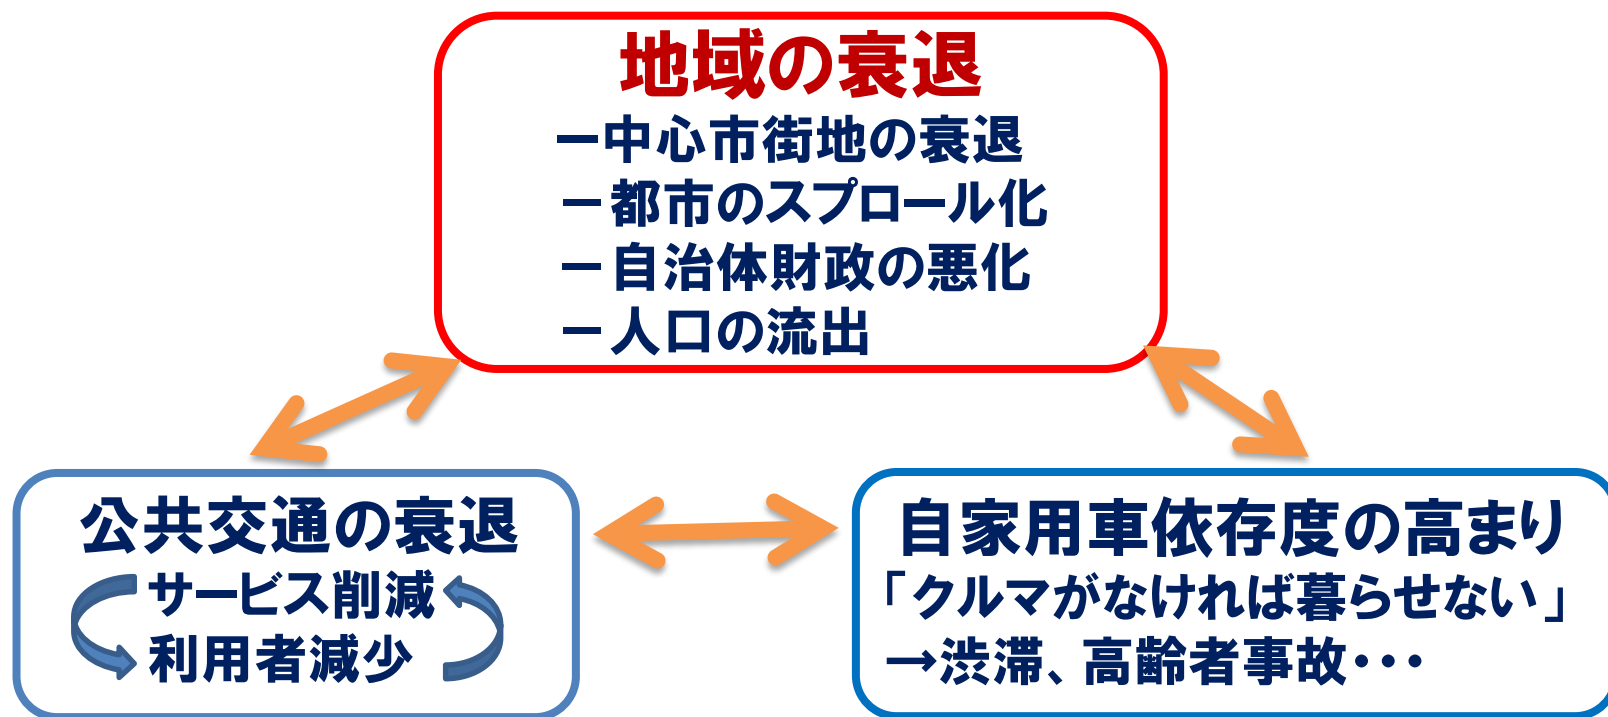 地域の衰退
ー中心市街地の衰退
ー都市のスプロール化
ー自治体財政の悪化
ー人口の流出
公共交通の衰退
サービス削減
利用者減少
自家用車依存度の高まり
「クルマがなければ暮らせない」
→渋滞、高齢者事故・・・